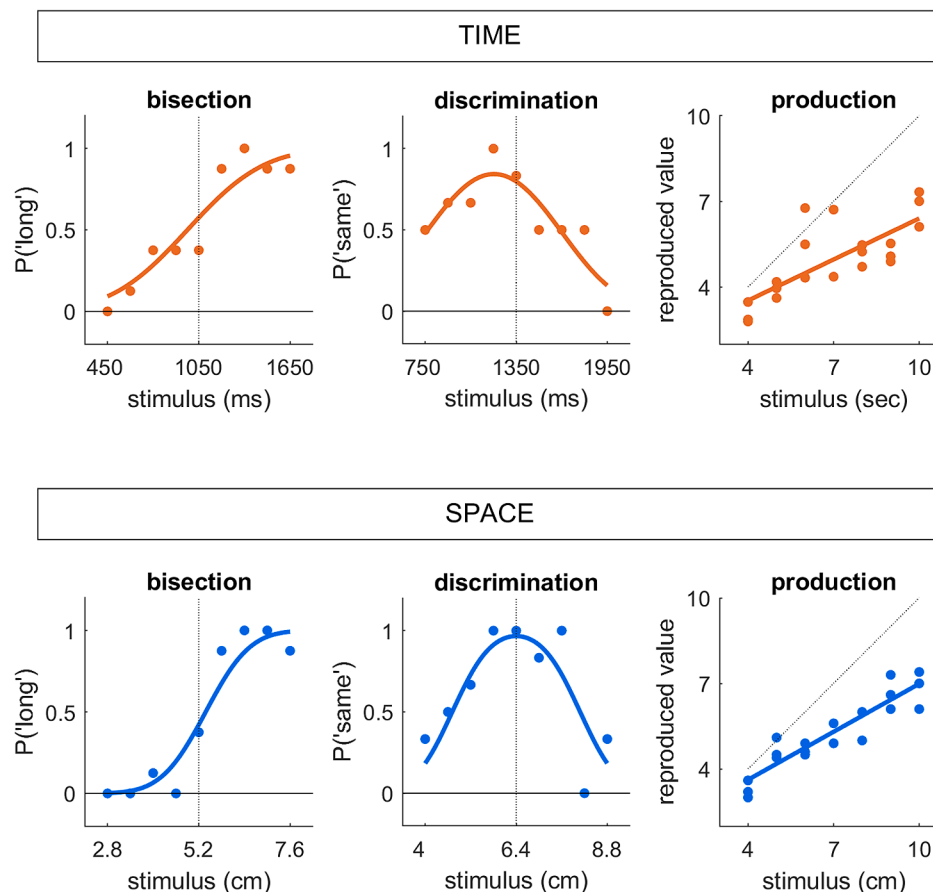 TIME
bisection
discrimination
production
P('long')
1
0.5
0
450 1050 1650
stimulus (ms)
P('same')
1
0.5
0
750 1350 1950
stimulus (ms)
reproduced value
10
7
4
4 7 10
stimulus (sec)
SPACE
bisection
discrimination
production
P('long')
1
0.5
0
2.8 5.2 7.6
stimulus (cm)
P('same')
1
0.5
0
4 6.4 8.8
stimulus (cm)
reproduced value
10
7
4
4 7 10
stimulus (cm)